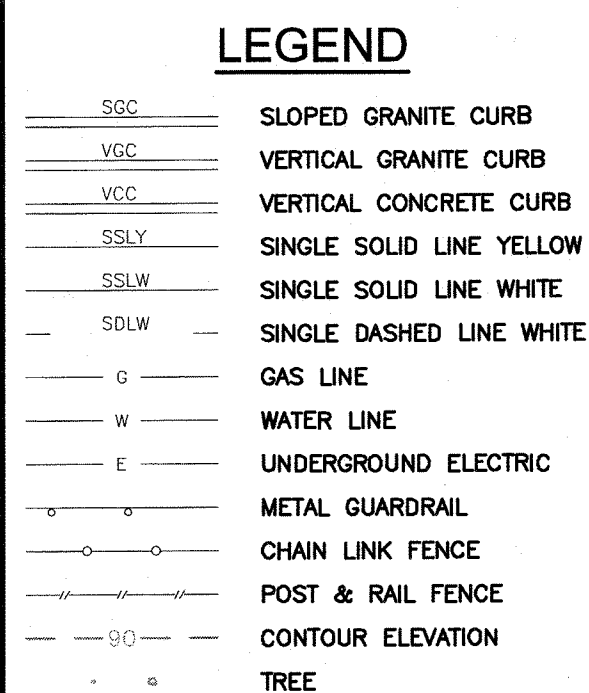 LEGEND
SGC SLOPED GRANITE CURB
VGC VERTICAL GRANITE CURB
VCC VERTICAL CONCRETE CURB
SSLY SINGLE SOLID LINE YELLOW
SSLW SINGLE SOLID LINE WHITE
SDLW SINGLE DASHED LINE WHITE
G GAS LINE
W WATER LINE
E UNDERGROUND ELECTRIC
METAL GUARDRAIL
CHAIN LINK FENCE
POST & RAIL FENCE
90 CONTOUR ELEVATION
TREE